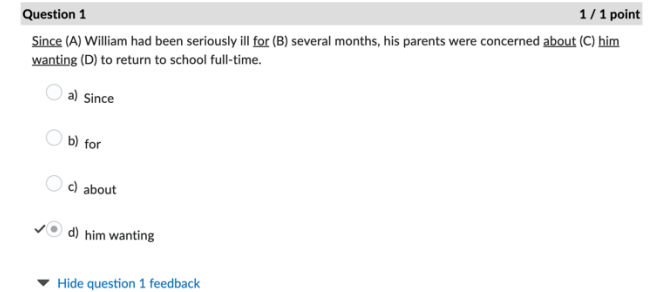 Question 1 1 / 1 point
Since (A) William had been seriously ill for (B) several months, his parents were concerned about (C) him
wanting (D) to return to school full-time.
a) Since
b) for
c) about
d) him wanting
Hide question 1 feedback